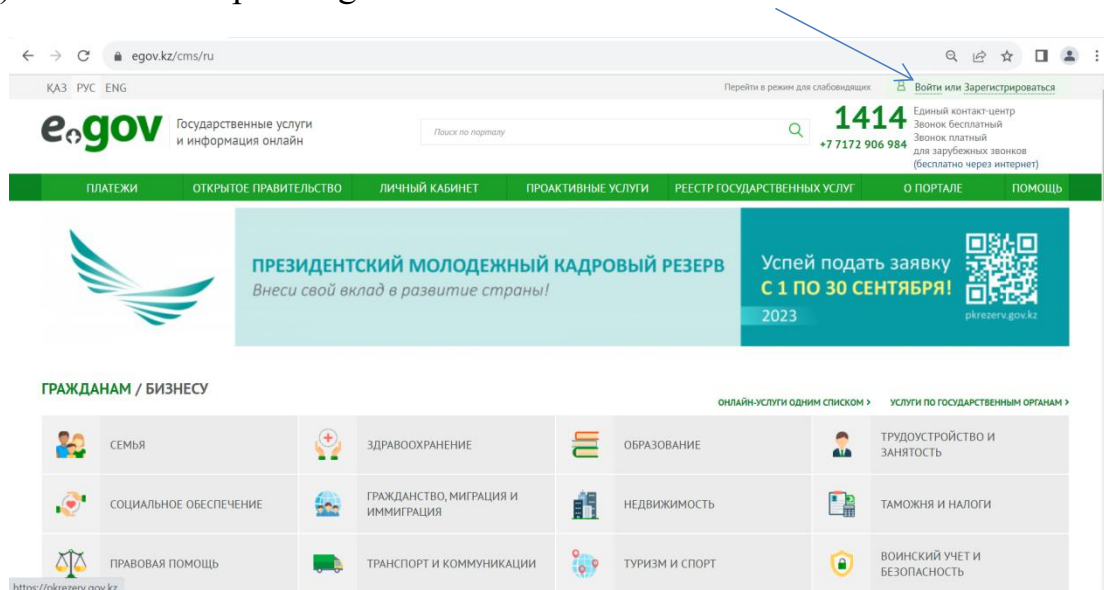 egov.kz/cms/ru
ҚАЗ РУС ENG
Перейти в режим для слабовидящих
Войти или Зарегистрироваться
egov
Государственные услуги
и информация онлайн
Поиск по порталу
1414
+7 7172 906 984
Единый контакт-центр
Звонок бесплатный
Звонок платный
для зарубежных звонков
(бесплатно через интернет)
ПЛАТЕЖИ ОТКРЫТОЕ ПРАВИТЕЛЬСТВО ЛИЧНЫЙ КАБИНЕТ ПРОАКТИВНЫЕ УСЛУГИ РЕЕСТР ГОСУДАРСТВЕННЫХ УСЛУГ О ПОРТАЛЕ ПОМОЩЬ
ПРЕЗИДЕНТСКИЙ МОЛОДЕЖНЫЙ КАДРОВЫЙ РЕЗЕРВ
Внеси свой вклад в развитие страны!
Успей подать заявку
С 1 ПО 30 СЕНТЯБРЯ!
2023
pkrezerv.gov.kz
ГРАЖДАНАМ / БИЗНЕСУ
ОНЛАЙН-УСЛУГИ ОДНИМ СПИСКОМ >
УСЛУГИ ПО ГОСУДАРСТВЕННЫМ ОРГАНАМ >
СЕМЬЯ
ЗДРАВООХРАНЕНИЕ
ОБРАЗОВАНИЕ
ТРУДОУСТРОЙСТВО И
ЗАНЯТОСТЬ
СОЦИАЛЬНОЕ ОБЕСПЕЧЕНИЕ
ГРАЖДАНСТВО, МИГРАЦИЯ И
ИММИГРАЦИЯ
НЕДВИЖИМОСТЬ
ТАМОЖНЯ И НАЛОГИ
ПРАВОВАЯ ПОМОЩЬ
ТРАНСПОРТ И КОММУНИКАЦИИ
ТУРИЗМ И СПОРТ
ВОИНСКИЙ УЧЕТ И
БЕЗОПАСНОСТЬ
https://pkrezerv.gov.kz